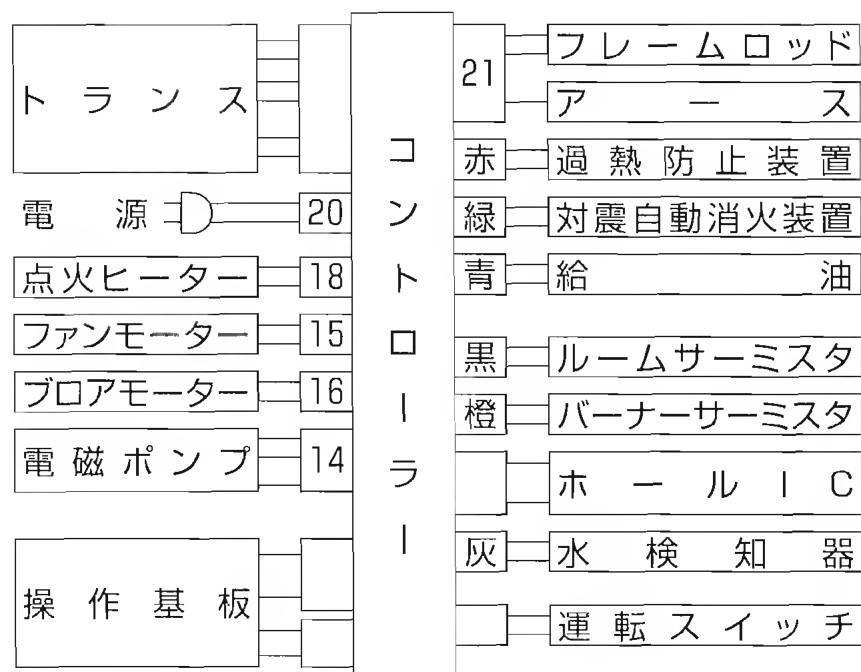 トランス
電源 20
点火ヒーター 18
ファンモーター 15
ブロアモーター 16
電磁ポンプ 14
操作基板
コントローラー
21 フレームロッド
アース
赤 過熱防止装置
緑 対震自動消火装置
青 給油
黒 ルームサーミスタ
橙 バーナーサーミスタ
ホールIC
灰 水検知器
運転スイッチ